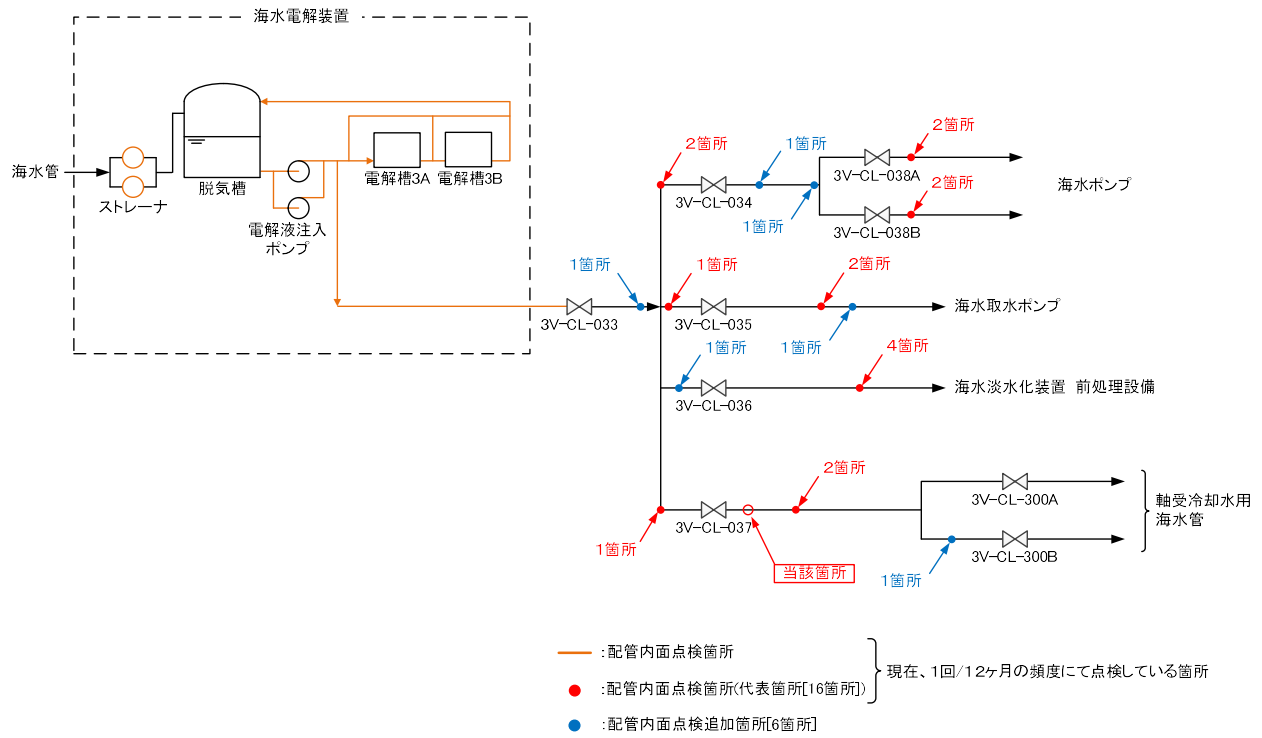 海水電解装置
海水管
ストレーナ
脱気槽
電解液注入
ポンプ
電解槽3A
電解槽3B
2箇所
1箇所
2箇所
3V-CL-038A
海水ポンプ
3V-CL-034
1箇所
2箇所
3V-CL-038B
1箇所
1箇所
2箇所
3V-CL-033
3V-CL-035
1箇所
海水取水ポンプ
1箇所
4箇所
3V-CL-036
海水淡水化装置 前処理設備
2箇所
3V-CL-037
1箇所
当該箇所
3V-CL-300A
3V-CL-300B
1箇所
軸受冷却水用
海水管
:配管内面点検箇所
:配管内面点検箇所(代表箇所[16箇所])
現在、1回/12ヶ月の頻度にて点検している箇所
:配管内面点検追加箇所[6箇所]